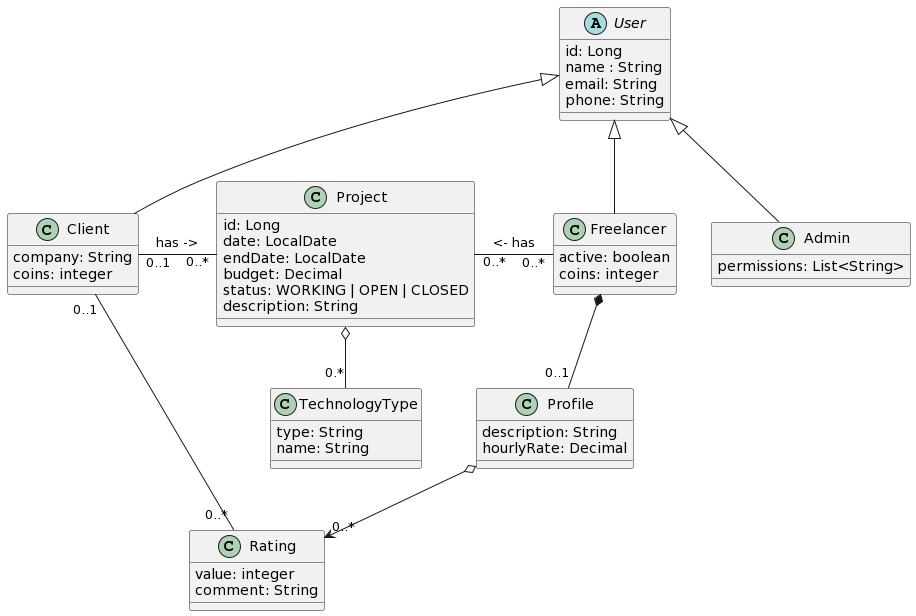 A User
id: Long
name : String
email: String
phone: String
C Project
id: Long
date: LocalDate
endDate: LocalDate
budget: Decimal
status: WORKING | OPEN | CLOSED
description: String
C Client
company: String
coins: integer
has ->
0..1
0..*
<- has
0..*
0..*
C Freelancer
active: boolean
coins: integer
C Admin
permissions: List<String>
0..1
0.*
0..1
C TechnologyType
type: String
name: String
C Profile
description: String
hourlyRate: Decimal
0..*
0..*
C Rating
value: integer
comment: String